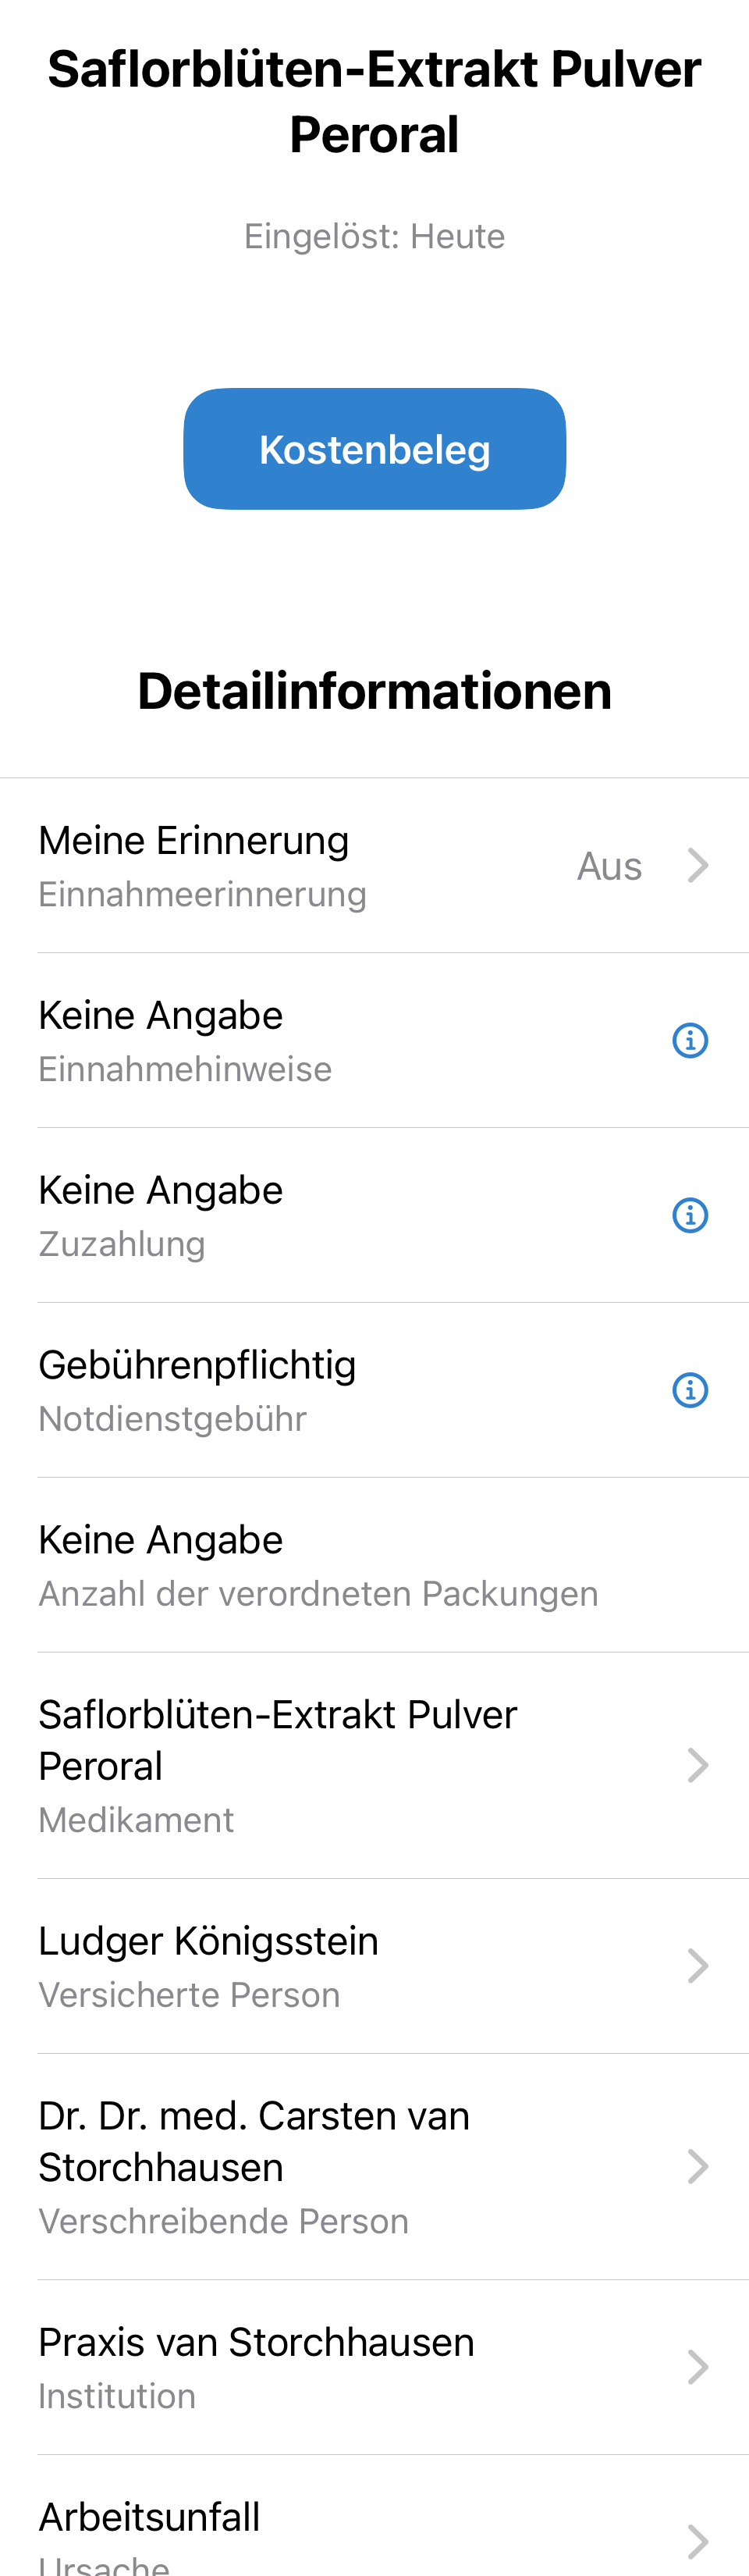 Saflorblüten-Extrakt Pulver
Peroral
Eingelöst: Heute
Kostenbeleg
Detailinformationen
Meine Erinnerung
Einnahmeerinnerung
Aus
Keine Angabe
Einnahmehinweise
Keine Angabe
Zuzahlung
Gebührenpflichtig
Notdienstgebühr
Keine Angabe
Anzahl der verordneten Packungen
Saflorblüten-Extrakt Pulver
Peroral
Medikament
Ludger Königsstein
Versicherte Person
Dr. Dr. med. Carsten van
Storchhausen
Verschreibende Person
Praxis van Storchhausen
Institution
Arbeitsunfall
Ursache